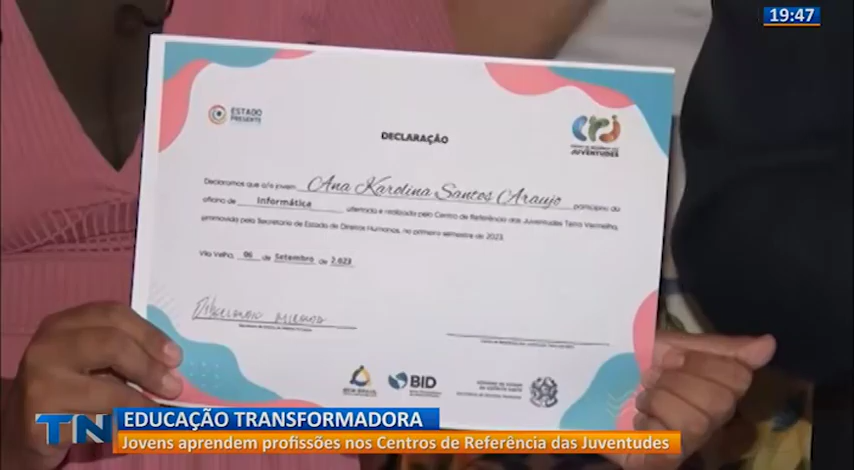 19:47
ESTADO
PRESENTE
DECLARAÇÃO
crj
JUVENTUDES
Declaramos que o/a jovem Ana Karolina Santos Araujo participou da
oficina de Informática ofertada e realizada pelo Centro de Referência das Juventudes Terra Vermelha,
promovida pela Secretaria de Estado de Direitos Humanos, no primeiro semestre de 2023.
Vila Velha, 06 de Setembro de 2.023
BID
TN
EDUCAÇÃO TRANSFORMADORA
Jovens aprendem profissões nos Centros de Referência das Juventudes